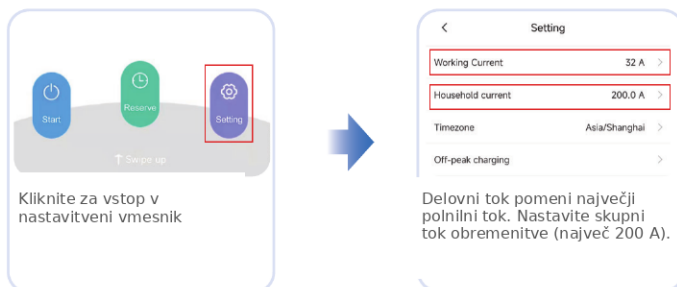 Start
Reserve
Setting
↑ Swipe up
Kliknite za vstop v
nastavitveni vmesnik
< Setting
Working Current 32 A >
Household current 200.0 A >
Timezone Asia/Shanghai >
Off-peak charging >
Delovni tok pomeni največji
polnilni tok. Nastavite skupni
tok obremenitve (največ 200 A).